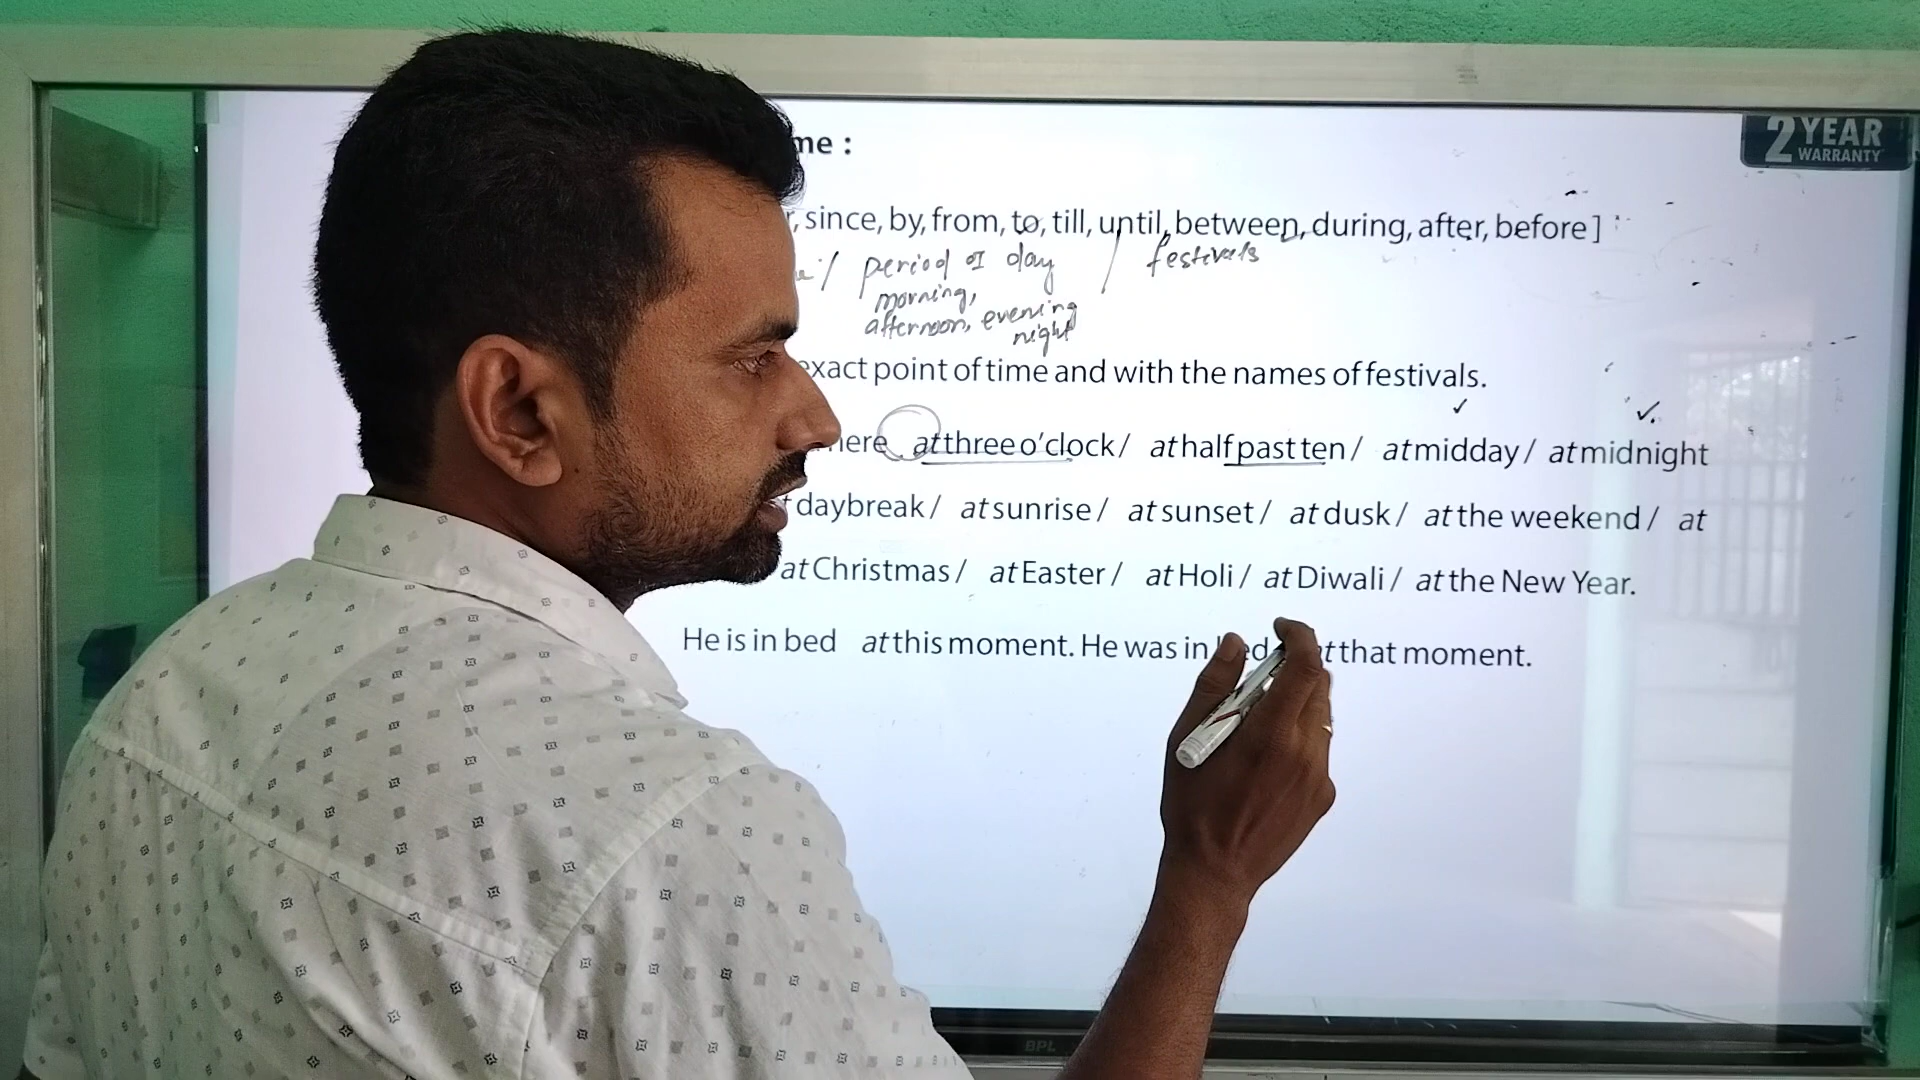 2 YEAR
WARRANTY
me :
, since, by, from, to, till, until, between, during, after, before ]
/ period of day / festivals
morning,
afternoon, evening
night
exact point of time and with the names of festivals.
here at three o'clock / at half past ten / at midday / at midnight
daybreak / at sunrise / at sunset / at dusk / at the weekend / at
at Christmas / at Easter / at Holi / at Diwali / at the New Year.
He is in bed at this moment. He was in bed at that moment.
BPL